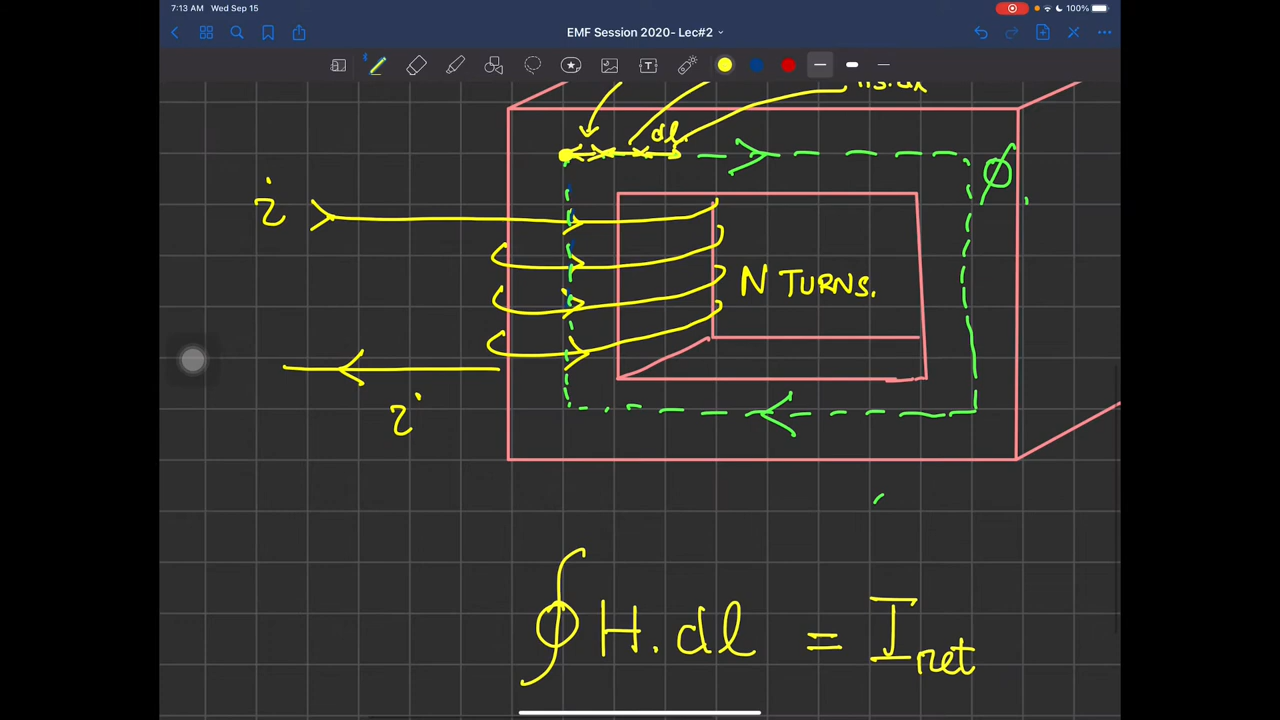 7:13 AM Wed Sep 15
100%
EMF Session 2020- Lec#2
dl
i
Ø
N TURNS.
i
∮ H. dl = Inet